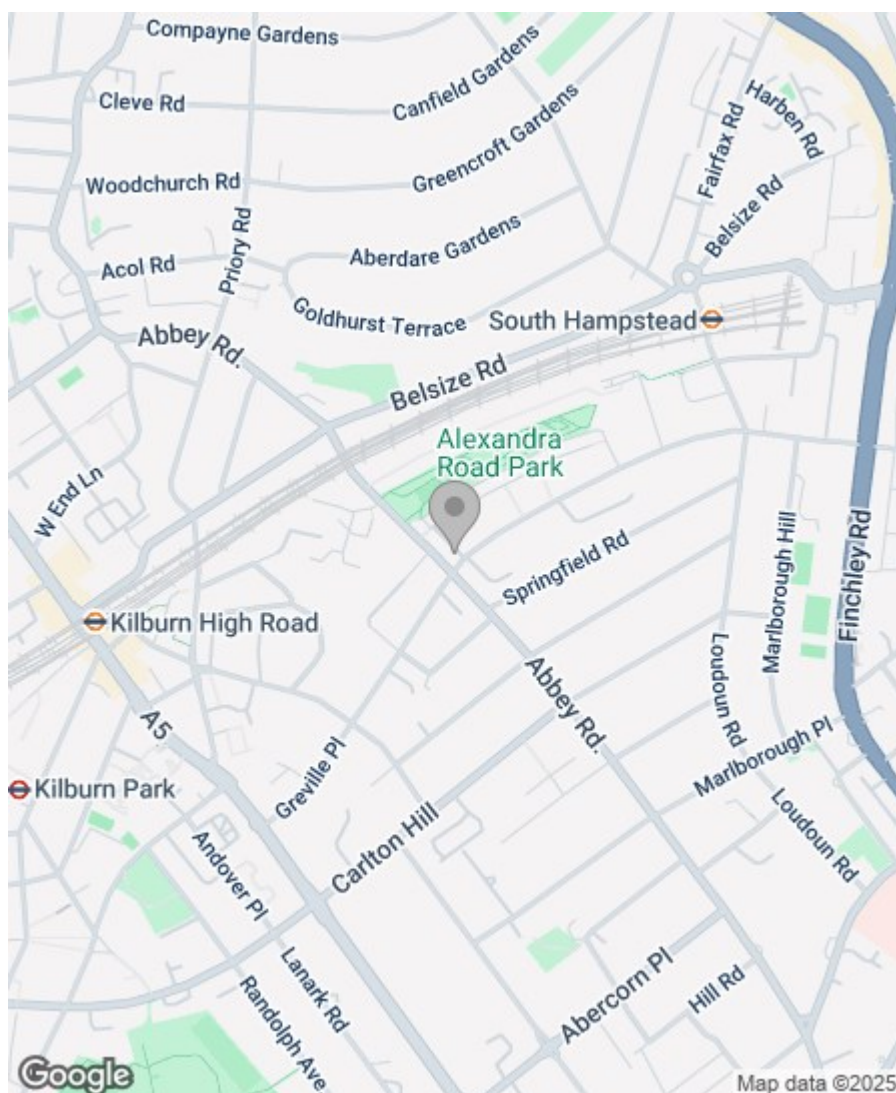 Compayne Gardens
Cleve Rd
Canfield Gardens
Harben Rd
Fairfax Rd
Greencroft Gardens
Woodchurch Rd
Belsize Rd
Priory Rd
Aberdare Gardens
Acol Rd
Goldhurst Terrace
South Hampstead
Abbey Rd.
Belsize Rd
Alexandra
Road Park
W End Ln
Finchley Rd
Marlborough Hill
Springfield Rd
Kilburn High Road
Loudoun Rd
Abbey Rd.
A5
Greville Pl
Marlborough Pl
Kilburn Park
Carlton Hill
Loudoun Rd
Andover Pl
Abercorn Pl
Hill Rd
Lanark Rd
Randolph Ave
Google
Map data ©2025